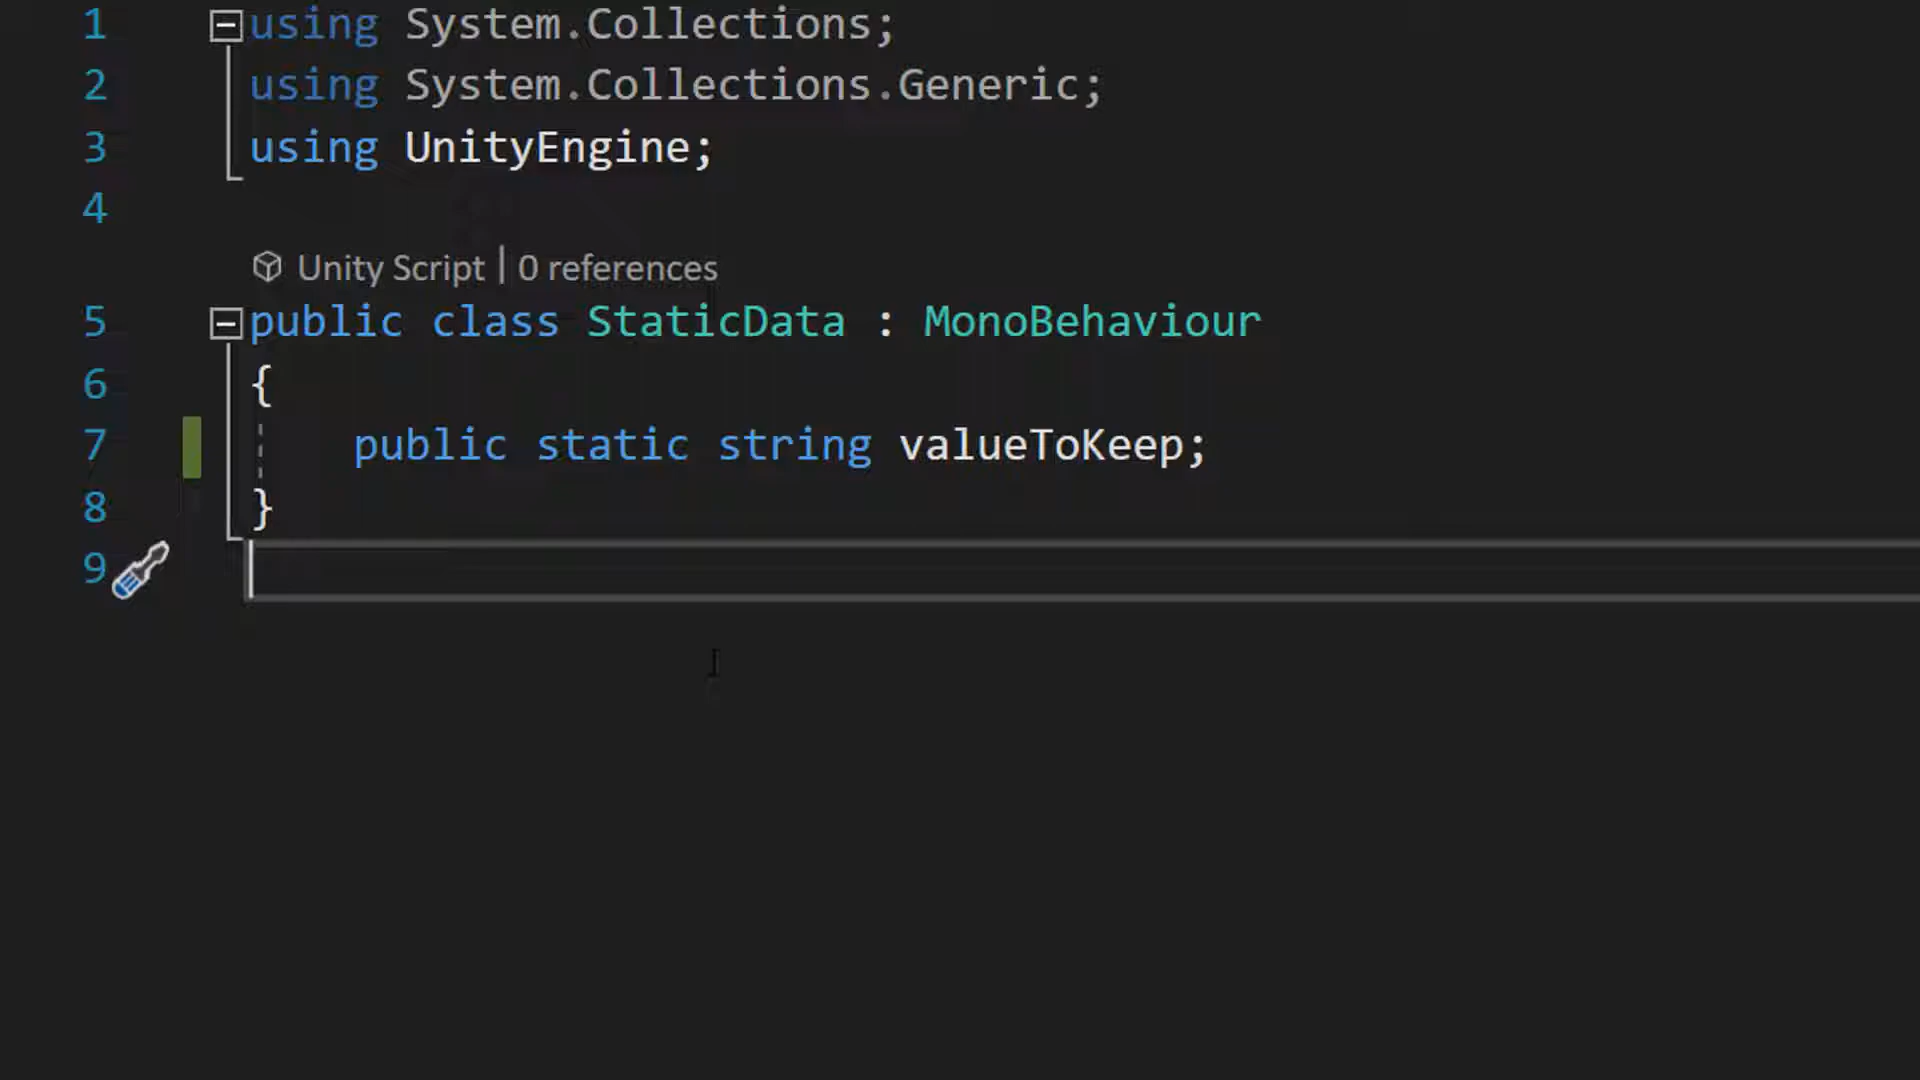 1 using System.Collections;
2 using System.Collections.Generic;
3 using UnityEngine;
4
Unity Script | 0 references
5 public class StaticData : MonoBehaviour
6 {
7 public static string valueToKeep;
8 }
9